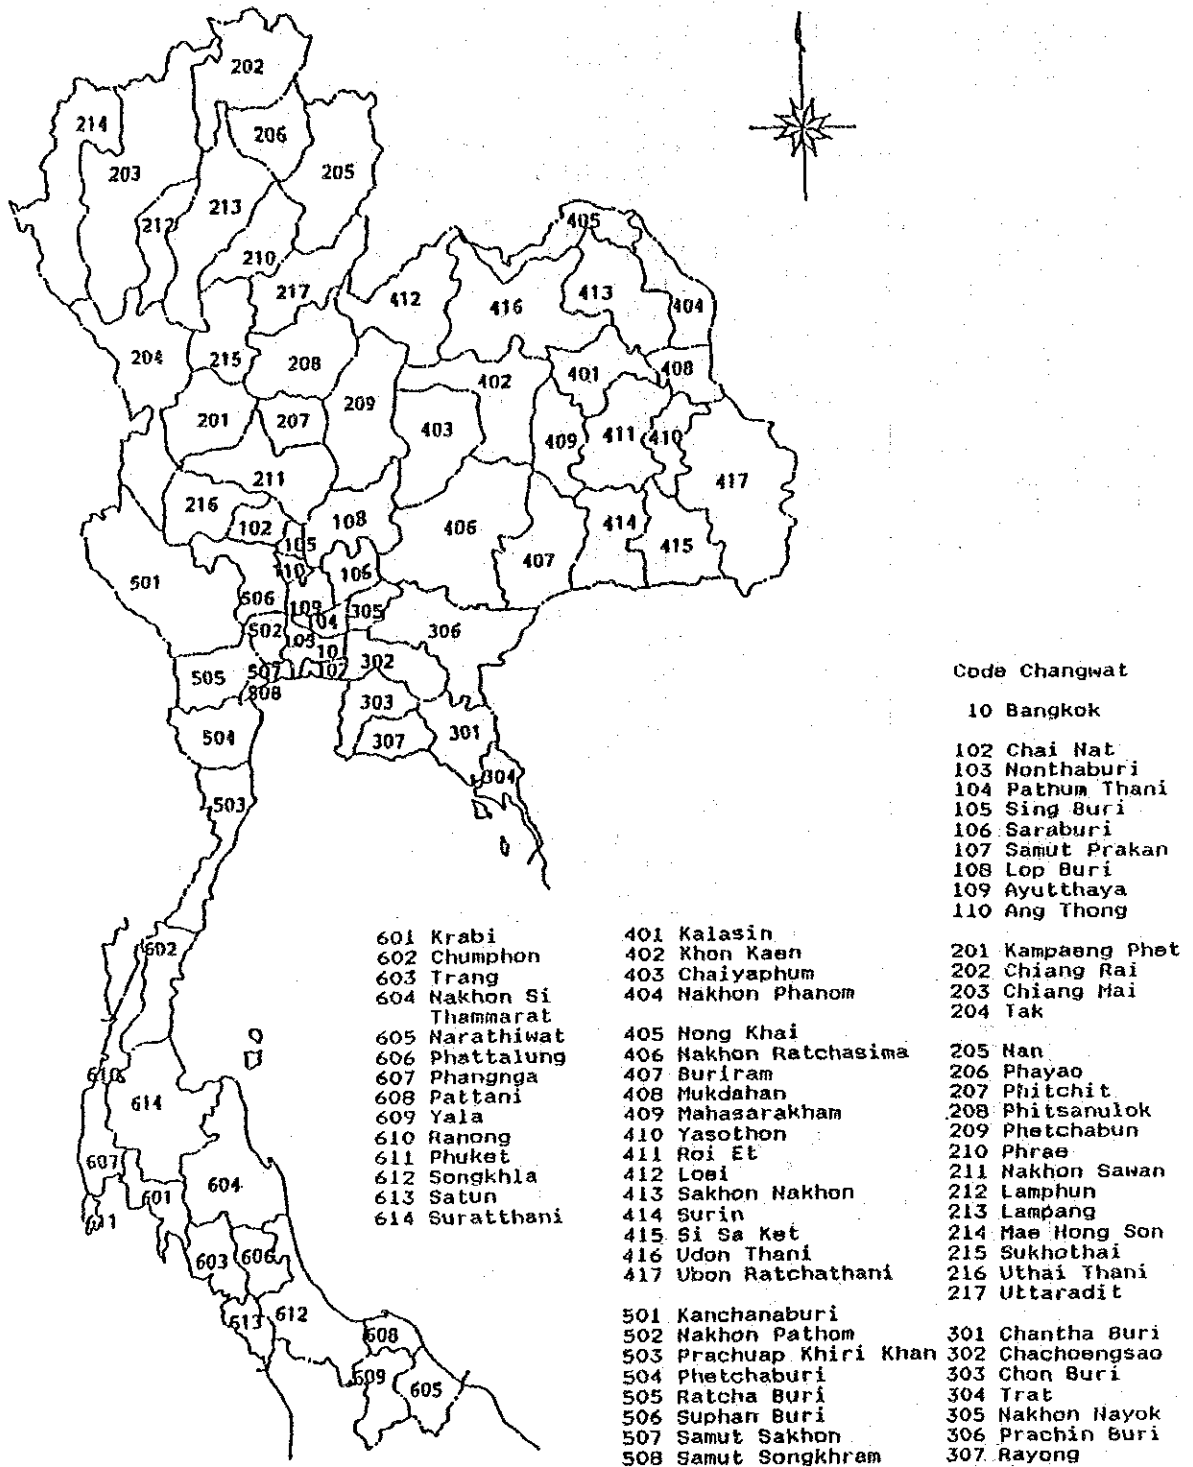 202
214
206
203
205
213
212
210
405
217
412
416
413
404
204
215
208
402
401
408
209
201
207
403
409
411
410
211
417
216
102
108
406
105
414
407
415
110
106
501
506
109
305
04
306
502
103
10
302
505
507
107
508
303
504
307
301
304
503
602
610
614
607
604
601
611
603
606
613
612
608
609
605
Code Changwat
10 Bangkok
102 Chai Nat
103 Nonthaburi
104 Pathum Thani
105 Sing Buri
106 Saraburi
107 Samut Prakan
108 Lop Buri
109 Ayutthaya
110 Ang Thong
201 Kampaeng Phet
202 Chiang Rai
203 Chiang Mai
204 Tak
205 Nan
206 Phayao
207 Phitchit
208 Phitsanulok
209 Phetchabun
210 Phrae
211 Nakhon Sawan
212 Lamphun
213 Lampang
214 Mae Hong Son
215 Sukhothai
216 Uthai Thani
217 Uttaradit
301 Chantha Buri
302 Chachoengsao
303 Chon Buri
304 Trat
305 Nakhon Nayok
306 Prachin Buri
307 Rayong
401 Kalasin
402 Khon Kaen
403 Chaiyaphum
404 Nakhon Phanom
405 Nong Khai
406 Nakhon Ratchasima
407 Buriram
408 Mukdahan
409 Mahasarakham
410 Yasothon
411 Roi Et
412 Loei
413 Sakhon Nakhon
414 Surin
415 Si Sa Ket
416 Udon Thani
417 Ubon Ratchathani
501 Kanchanaburi
502 Nakhon Pathom
503 Prachuap Khiri Khan
504 Phetchaburi
505 Ratcha Buri
506 Suphan Buri
507 Samut Sakhon
508 Samut Songkhram
601 Krabi
602 Chumphon
603 Trang
604 Nakhon Si
Thammarat
605 Narathiwat
606 Phattalung
607 Phangnga
608 Pattani
609 Yala
610 Ranong
611 Phuket
612 Songkhla
613 Satun
614 Suratthani